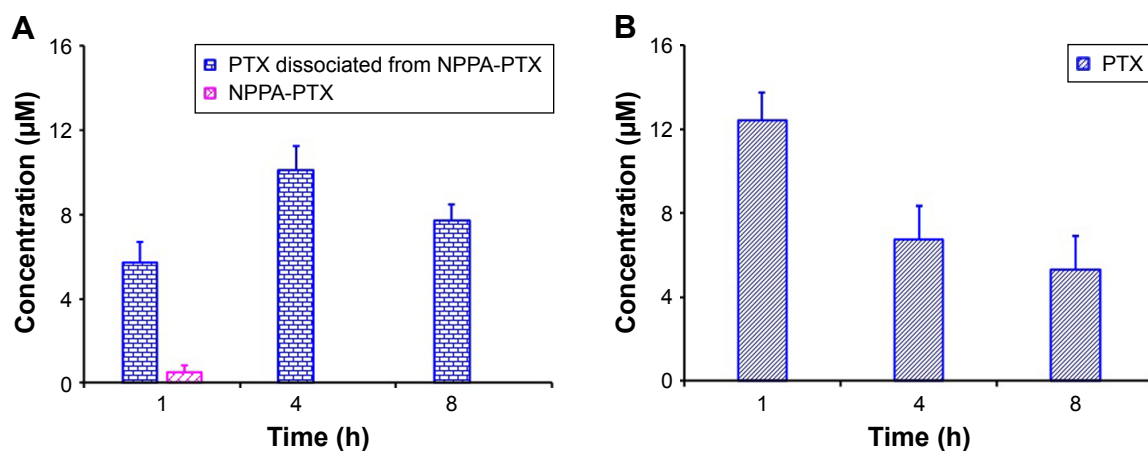 A
PTX dissociated from NPPA-PTX
NPPA-PTX
Concentration (µM)
16
12
8
4
0
1 4 8
Time (h)
B
PTX
Concentration (µM)
16
12
8
4
0
1 4 8
Time (h)